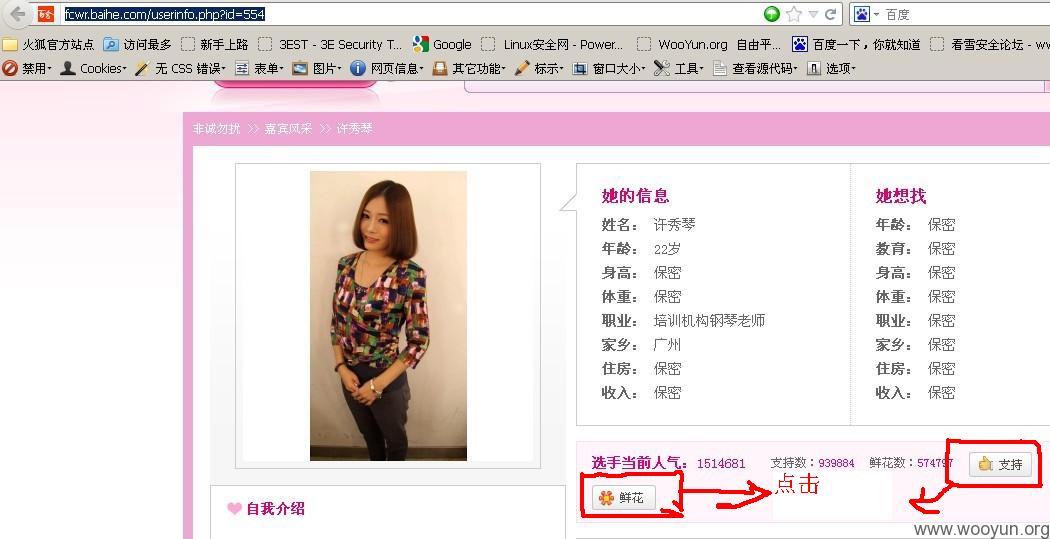 fcwr.baihe.com/userinfo.php?id=554
百度
火狐官方站点 访问最多 新手上路 3EST - 3E Security T... Google Linux安全网 - Power... WooYun.org 自由平... 百度一下，你就知道 看雪安全论坛 - ww
禁用 Cookies 无 CSS 错误 表单 图片 网页信息 其它功能 标示 窗口大小 工具 查看源代码 选项
非诚勿扰 >> 嘉宾风采 >> 许秀琴
她的信息
姓名： 许秀琴
年龄： 22岁
身高： 保密
体重： 保密
职业： 培训机构钢琴老师
家乡： 广州
住房： 保密
收入： 保密
她想找
年龄： 保密
教育： 保密
身高： 保密
体重： 保密
职业： 保密
家乡： 保密
住房： 保密
收入： 保密
选手当前人气：1514681 支持数：939884 鲜花数：574797 支持
鲜花 点击
自我介绍
www.wooyun.org